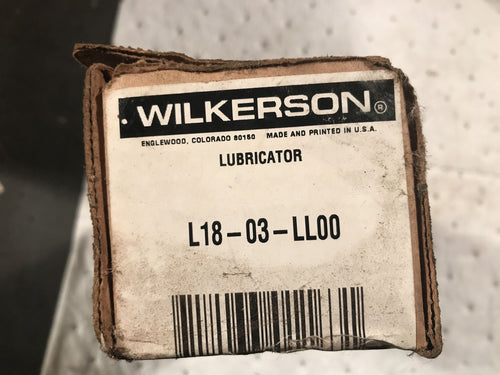 WILKERSON®
ENGLEWOOD, COLORADO 80150 MADE AND PRINTED IN U.S.A.
LUBRICATOR
L18-03-LL00